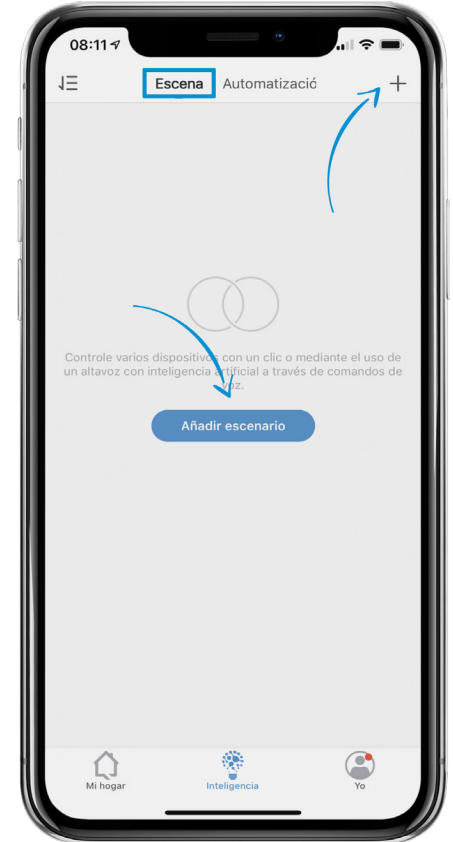 08:11
Escena Automatizació
Controle varios dispositivos con un clic o mediante el uso de
un altavoz con inteligencia artificial a través de comandos de
voz.
Añadir escenario
Mi hogar Inteligencia Yo